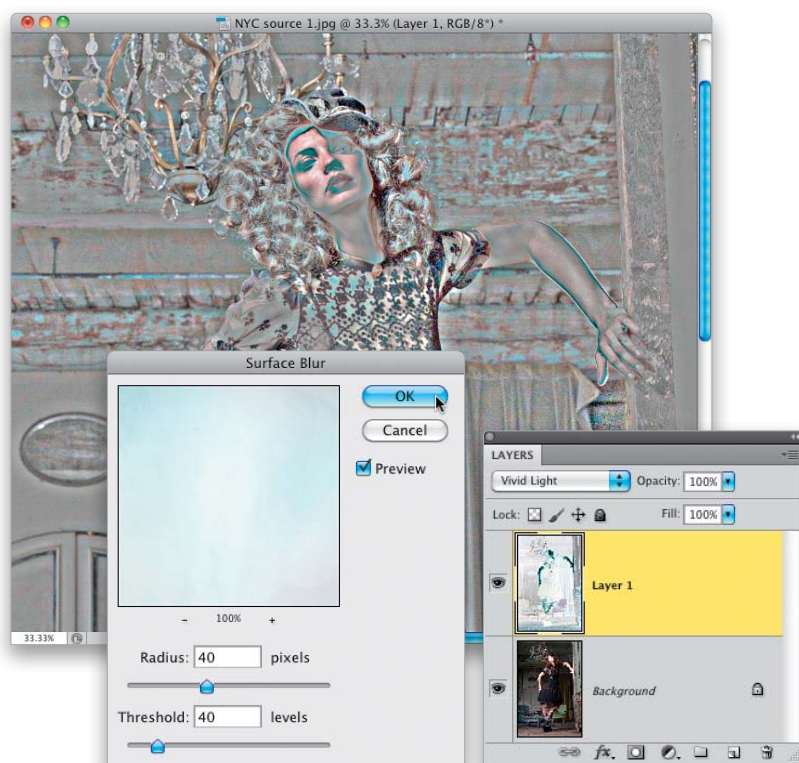 NYC source 1.jpg @ 33.3% (Layer 1, RGB/8*) *
Surface Blur
OK
Cancel
Preview
- 100% +
33.33%
Radius: 40 pixels
Threshold: 40 levels
LAYERS
Vivid Light Opacity: 100%
Lock: Fill: 100%
Layer 1
Background
fx.